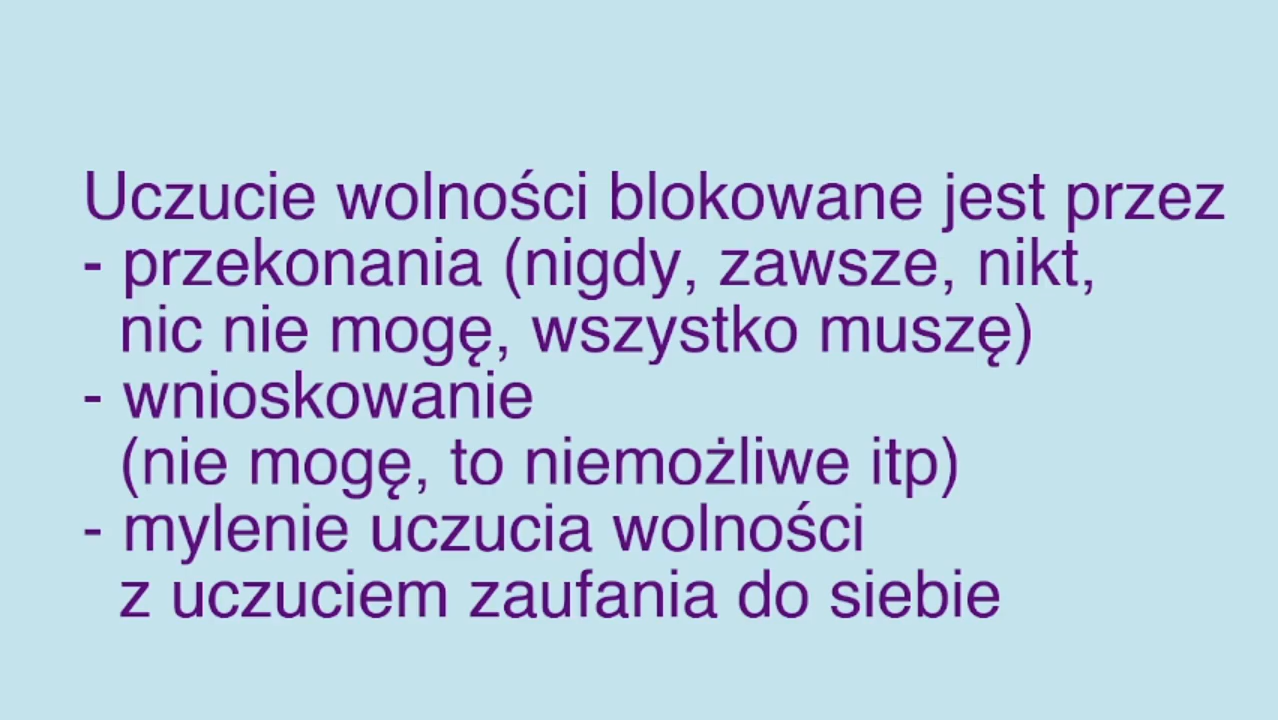 Uczucie wolności blokowane jest przez
- przekonania (nigdy, zawsze, nikt,
nic nie mogę, wszystko muszę)
- wnioskowanie
(nie mogę, to niemożliwe itp)
- mylenie uczucia wolności
z uczuciem zaufania do siebie